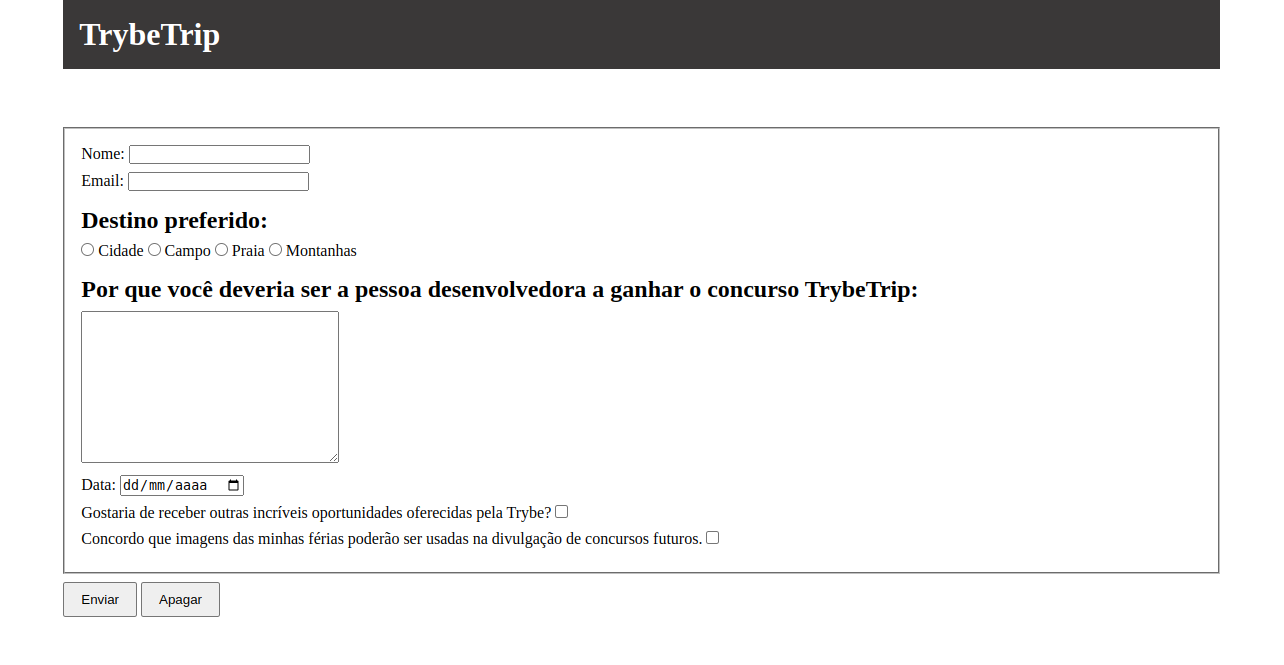 TrybeTrip
Nome:
Email:
Destino preferido:
Cidade Campo Praia Montanhas
Por que você deveria ser a pessoa desenvolvedora a ganhar o concurso TrybeTrip:
Data: dd/mm/aaaa
Gostaria de receber outras incríveis oportunidades oferecidas pela Trybe?
Concordo que imagens das minhas férias poderão ser usadas na divulgação de concursos futuros.
Enviar Apagar